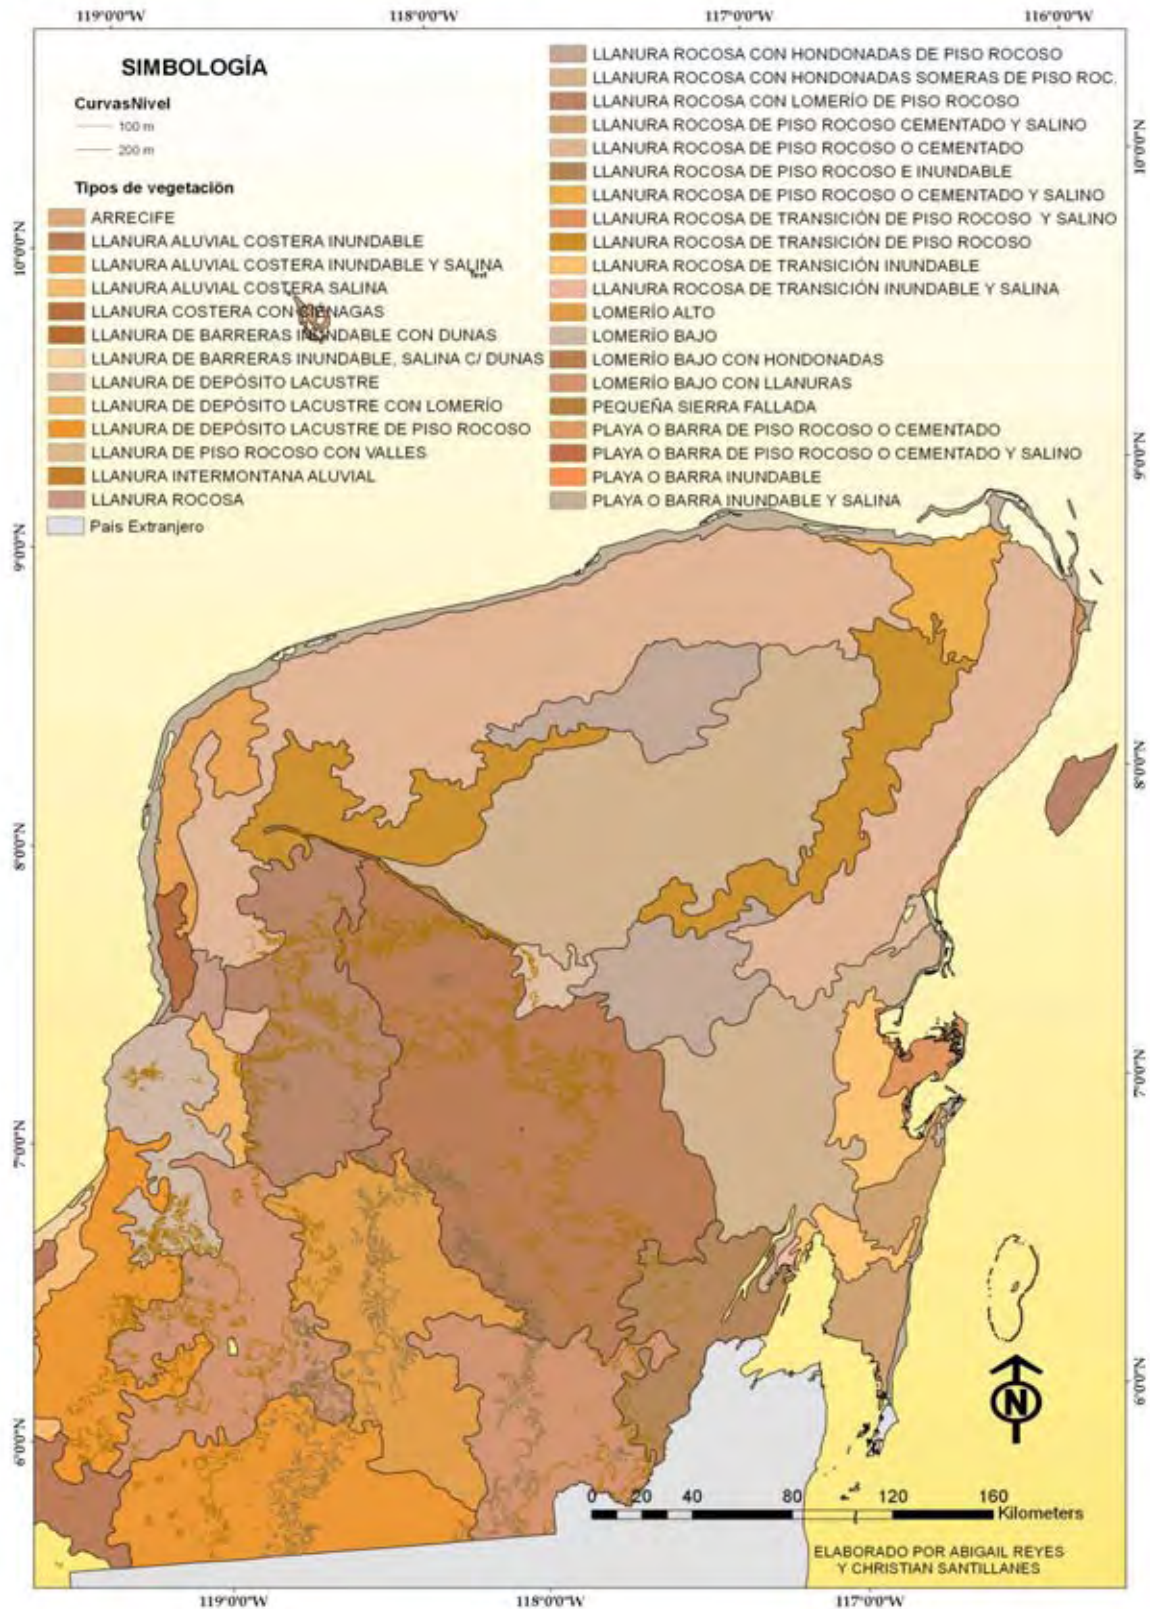 119°0'0"W
118°0'0"W
117°0'0"W
116°0'0"W
SIMBOLOGÍA
CurvasNivel
100 m
200 m
Tipos de vegetación
ARRECIFE
LLANURA ALUVIAL COSTERA INUNDABLE
LLANURA ALUVIAL COSTERA INUNDABLE Y SALINA
Text
LLANURA ALUVIAL COSTERA SALINA
LLANURA COSTERA CON CIÉNAGAS
LLANURA DE BARRERAS INUNDABLE CON DUNAS
LLANURA DE BARRERAS INUNDABLE, SALINA C/ DUNAS
LLANURA DE DEPÓSITO LACUSTRE
LLANURA DE DEPÓSITO LACUSTRE CON LOMERÍO
LLANURA DE DEPÓSITO LACUSTRE DE PISO ROCOSO
LLANURA DE PISO ROCOSO CON VALLES
LLANURA INTERMONTANA ALUVIAL
LLANURA ROCOSA
Pais Extranjero
LLANURA ROCOSA CON HONDONADAS DE PISO ROCOSO
LLANURA ROCOSA CON HONDONADAS SOMERAS DE PISO ROC.
LLANURA ROCOSA CON LOMERÍO DE PISO ROCOSO
LLANURA ROCOSA DE PISO ROCOSO CEMENTADO Y SALINO
LLANURA ROCOSA DE PISO ROCOSO O CEMENTADO
LLANURA ROCOSA DE PISO ROCOSO E INUNDABLE
LLANURA ROCOSA DE PISO ROCOSO O CEMENTADO Y SALINO
LLANURA ROCOSA DE TRANSICIÓN DE PISO ROCOSO Y SALINO
LLANURA ROCOSA DE TRANSICIÓN DE PISO ROCOSO
LLANURA ROCOSA DE TRANSICIÓN INUNDABLE
LLANURA ROCOSA DE TRANSICIÓN INUNDABLE Y SALINA
LOMERÍO ALTO
LOMERÍO BAJO
LOMERÍO BAJO CON HONDONADAS
LOMERÍO BAJO CON LLANURAS
PEQUEÑA SIERRA FALLADA
PLAYA O BARRA DE PISO ROCOSO O CEMENTADO
PLAYA O BARRA DE PISO ROCOSO O CEMENTADO Y SALINO
PLAYA O BARRA INUNDABLE
PLAYA O BARRA INUNDABLE Y SALINA
10°0'0"N
9°0'0"N
8°0'0"N
7°0'0"N
6°0'0"N
10°0'0"N
9°0'0"N
8°0'0"N
7°0'0"N
6°0'0"N
N
0 20 40 80 120 160
Kilometers
ELABORADO POR ABIGAIL REYES
Y CHRISTIAN SANTILLANES
119°0'0"W
118°0'0"W
117°0'0"W